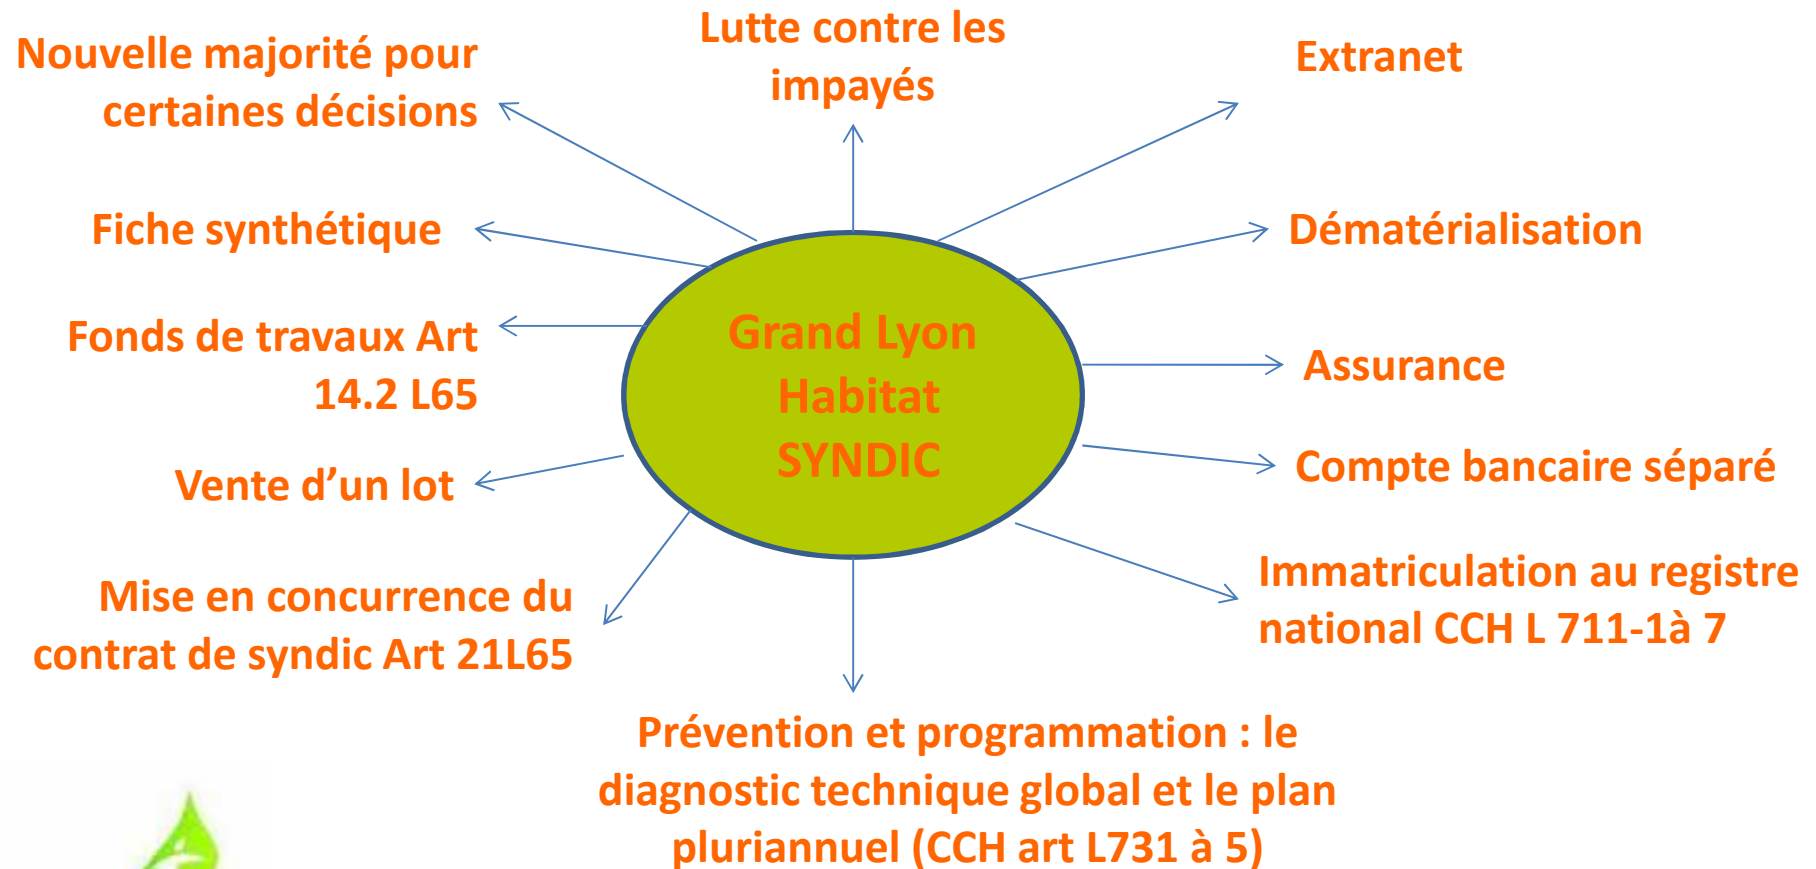 Lutte contre les
impayés
Nouvelle majorité pour
certaines décisions
Extranet
Fiche synthétique
Dématérialisation
Fonds de travaux Art
14.2 L65
Grand Lyon
Habitat
SYNDIC
Assurance
Vente d’un lot
Compte bancaire séparé
Mise en concurrence du
contrat de syndic Art 21L65
Immatriculation au registre
national CCH L 711-1à 7
Prévention et programmation : le
diagnostic technique global et le plan
pluriannuel (CCH art L731 à 5)